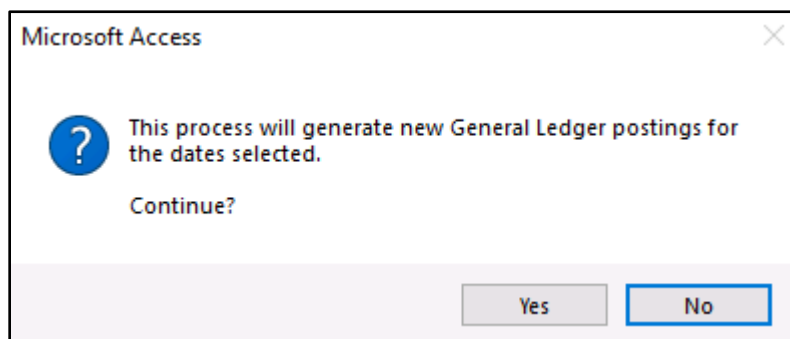 Microsoft Access
This process will generate new General Ledger postings for
the dates selected.
Continue?
Yes
No